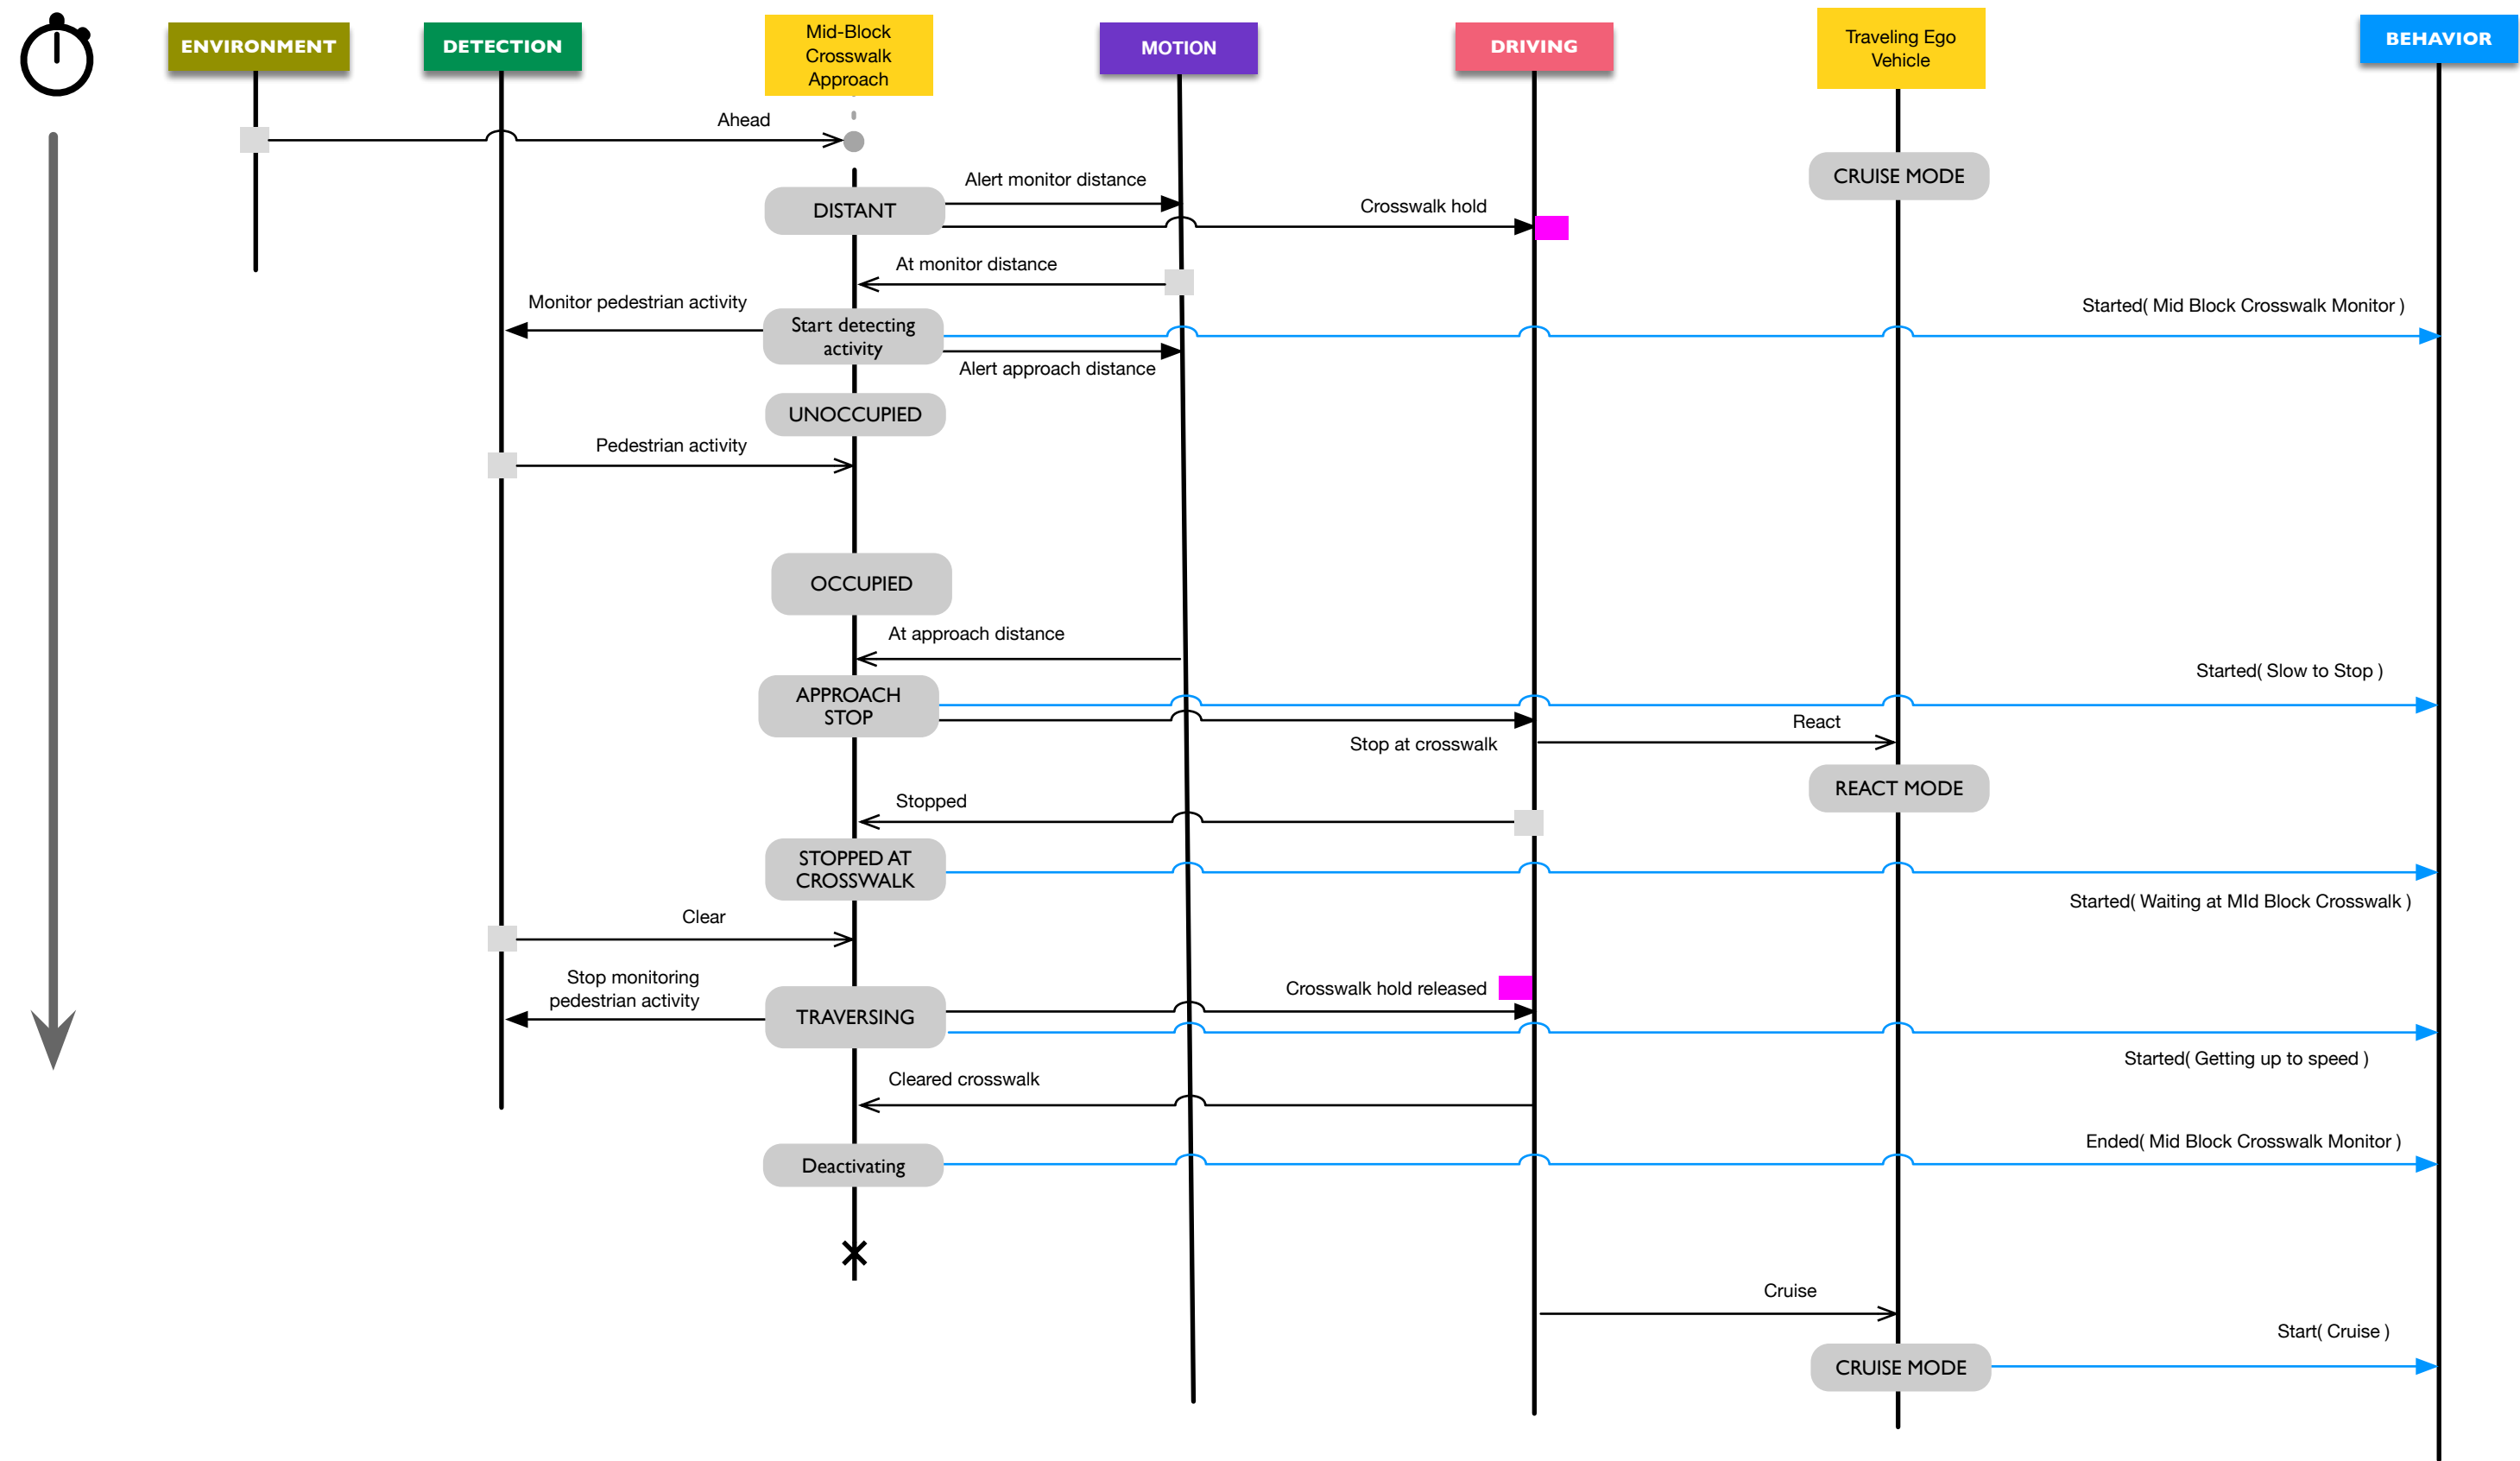 ENVIRONMENT
DETECTION
Mid-Block
Crosswalk
Approach
MOTION
DRIVING
Traveling Ego
Vehicle
BEHAVIOR
Ahead
CRUISE MODE
Alert monitor distance
DISTANT
Crosswalk hold
At monitor distance
Monitor pedestrian activity
Start detecting
activity
Started( Mid Block Crosswalk Monitor )
Alert approach distance
UNOCCUPIED
Pedestrian activity
OCCUPIED
At approach distance
Started( Slow to Stop )
APPROACH
STOP
React
Stop at crosswalk
REACT MODE
Stopped
STOPPED AT
CROSSWALK
Started( Waiting at MId Block Crosswalk )
Clear
Stop monitoring
pedestrian activity
Crosswalk hold released
TRAVERSING
Started( Getting up to speed )
Cleared crosswalk
Ended( Mid Block Crosswalk Monitor )
Deactivating
Cruise
Start( Cruise )
CRUISE MODE